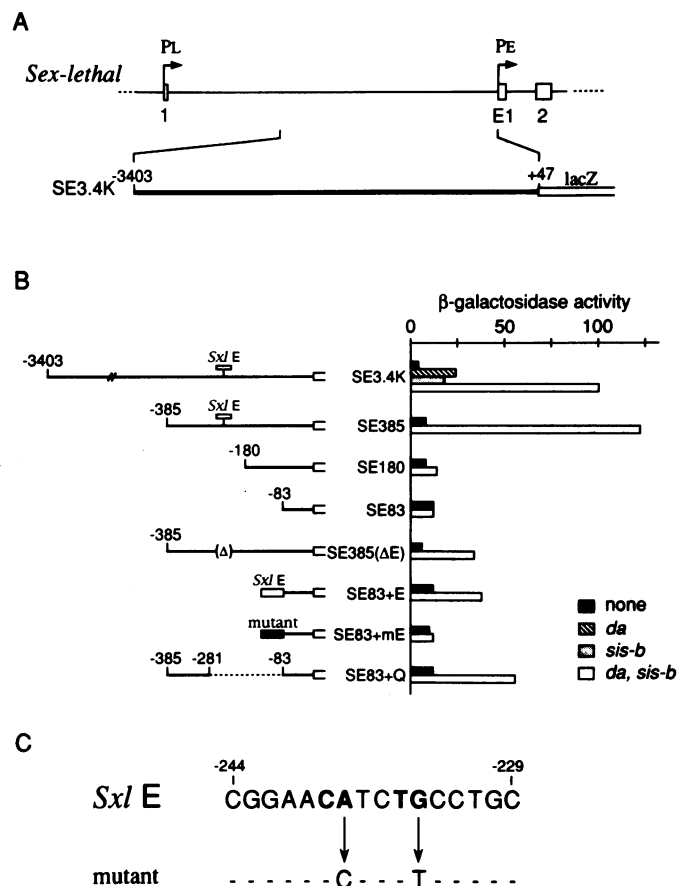 A
PL PE
Sex-lethal
1 E1 2
-3403 +47 lacZ
SE3.4K
B
β-galactosidase activity
0 50 100
-3403 Sxl E SE3.4K
-385 Sxl E SE385
-180 SE180
-83 SE83
-385 (Δ) SE385(ΔE)
Sxl E SE83+E
mutant SE83+mE
-385 -281 -83 SE83+Q
none
da
sis-b
da, sis-b
C
-244 -229
Sxl E CGGAACATCTGCCTGC
mutant - - - - - - C - - - T - - - - -